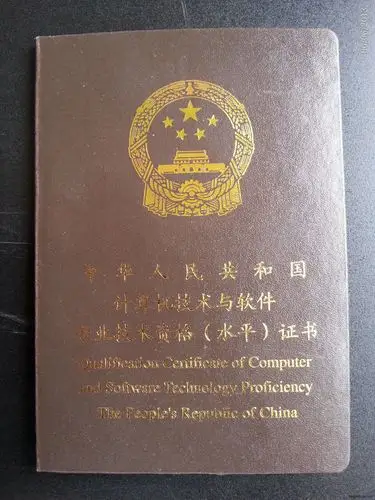 中华人民共和国
计算机技术与软件
专业技术资格（水平）证书
Qualification Certificate of Computer
and Software Technology Proficiency
The People's Republic of China